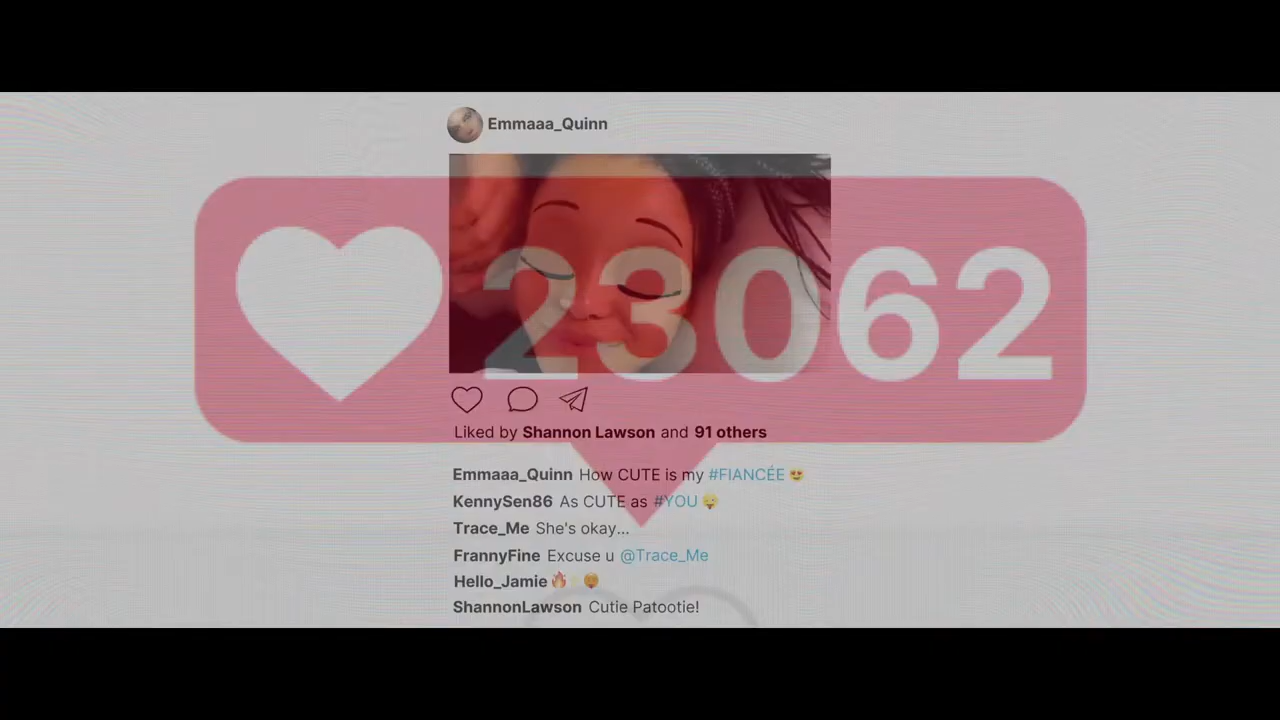 Emmaaa_Quinn
23062
Liked by Shannon Lawson and 91 others
Emmaaa_Quinn How CUTE is my #FIANCÉE 😍
KennySen86 As CUTE as #YOU 😜
Trace_Me She's okay...
FrannyFine Excuse u @Trace_Me
Hello_Jamie🔥
ShannonLawson Cutie Patootie!